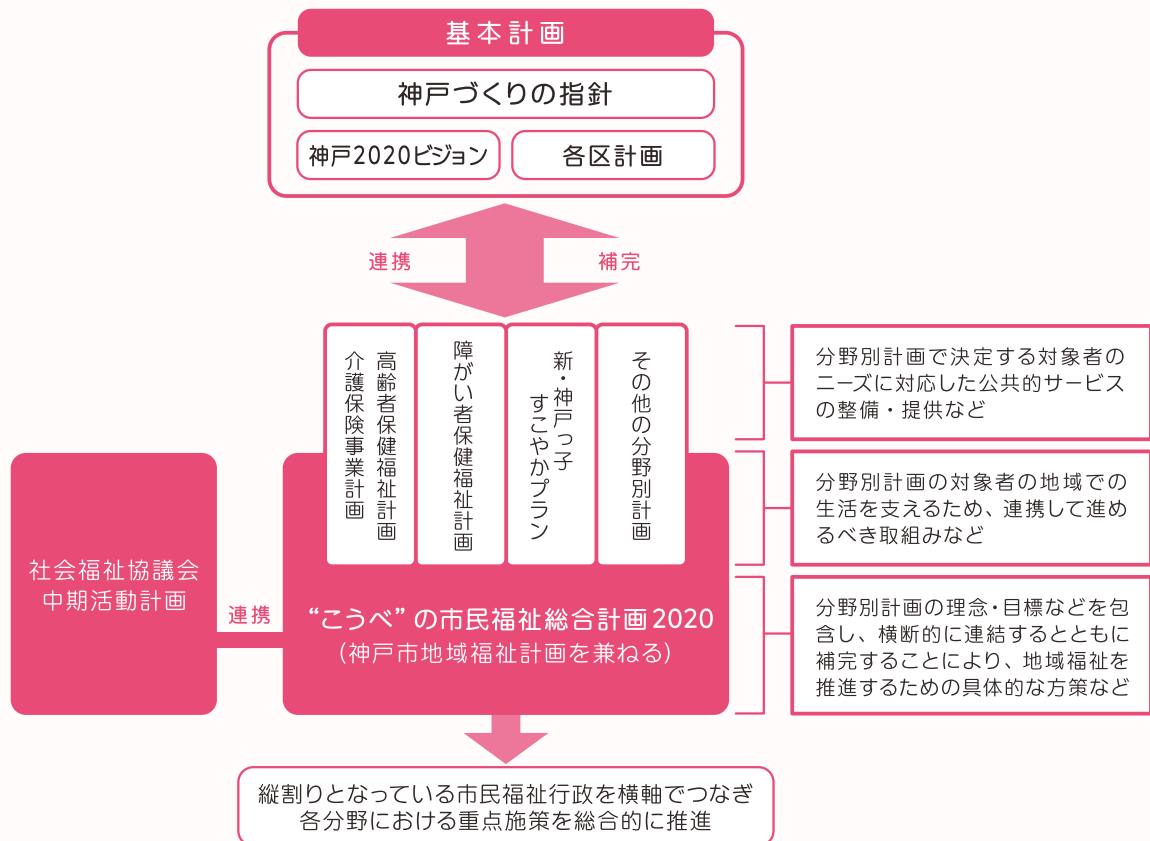 基本計画
神戸づくりの指針
神戸2020ビジョン
各区計画
連携
補完
高齢者保健福祉計画
介護保険事業計画
障がい者保健福祉計画
新・神戸っ子
すこやかプラン
その他の分野別計画
分野別計画で決定する対象者の
ニーズに対応した公共的サービス
の整備・提供など
分野別計画の対象者の地域での
生活を支えるため、連携して進め
るべき取組みなど
分野別計画の理念・目標などを包
含し、横断的に連結するとともに
補完することにより、地域福祉を
推進するための具体的な方策など
社会福祉協議会
中期活動計画
連携
“こうべ”の市民福祉総合計画2020
（神戸市地域福祉計画を兼ねる）
縦割りとなっている市民福祉行政を横軸でつなぎ
各分野における重点施策を総合的に推進